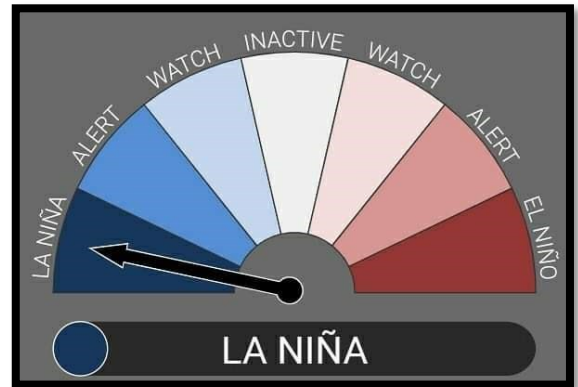 LA NIÑA
ALERT
WATCH
INACTIVE
WATCH
ALERT
EL NIÑO
LA NIÑA